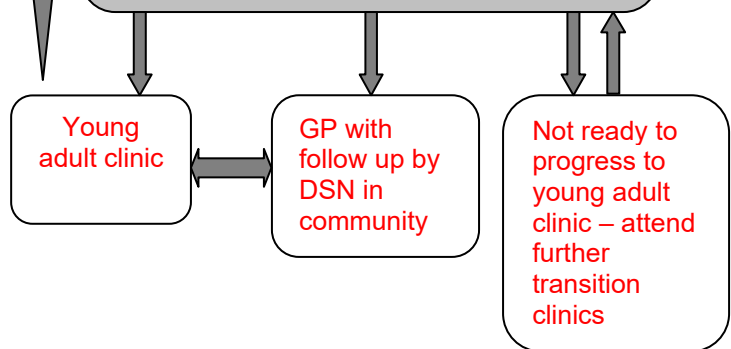 Young
adult clinic
GP with
follow up by
DSN in
community
Not ready to
progress to
young adult
clinic – attend
further
transition
clinics